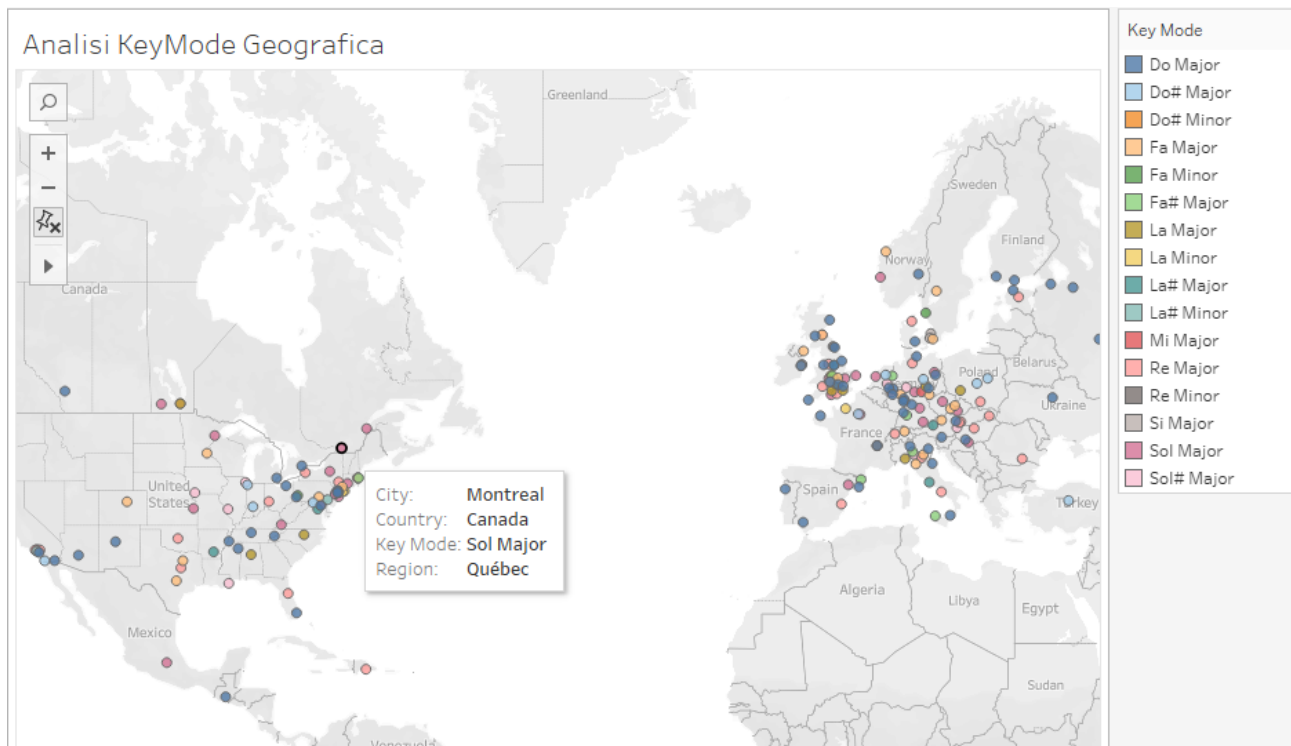 Analisi KeyMode Geografica
Greenland
Canada
Sweden
Finland
Norway
Belarus
Poland
Ukraine
France
United
States
Spain
Turkey
Algeria
Libya
Egypt
Mexico
Sudan
Venezuela
City: Montreal
Country: Canada
Key Mode: Sol Major
Region: Québec
Key Mode
Do Major
Do# Major
Do# Minor
Fa Major
Fa Minor
Fa# Major
La Major
La Minor
La# Major
La# Minor
Mi Major
Re Major
Re Minor
Si Major
Sol Major
Sol# Major